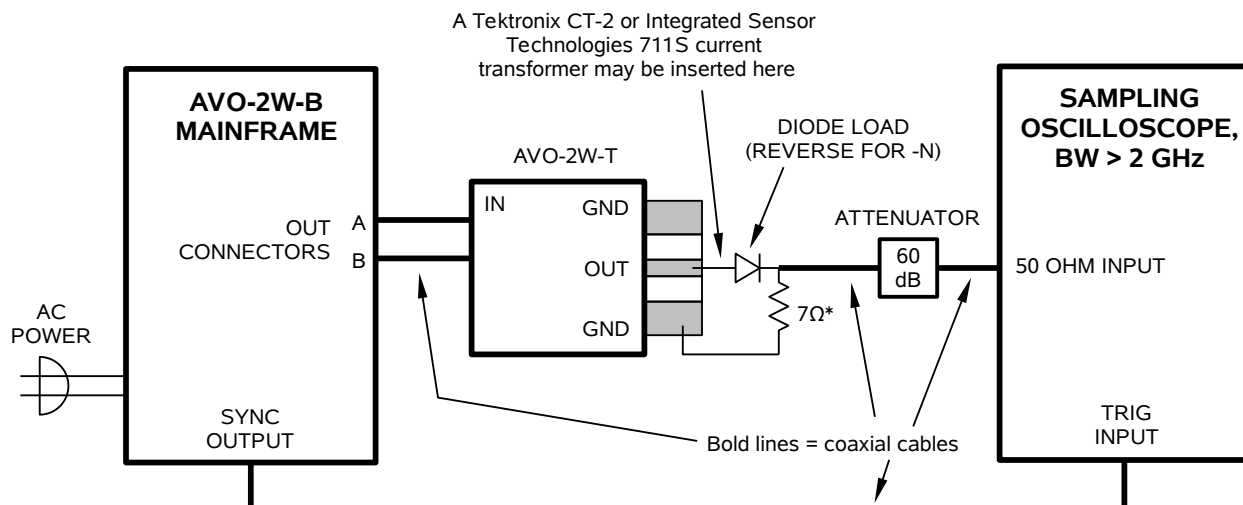 A Tektronix CT-2 or Integrated Sensor
Technologies 711S current
transformer may be inserted here
AVO-2W-B
MAINFRAME
SAMPLING
OSCILLOSCOPE,
BW > 2 GHz
DIODE LOAD
(REVERSE FOR -N)
AVO-2W-T
IN
GND
OUT
GND
OUT
CONNECTORS
A
B
ATTENUATOR
60
dB
50 OHM INPUT
7Ω*
AC
POWER
SYNC
OUTPUT
Bold lines = coaxial cables
TRIG
INPUT